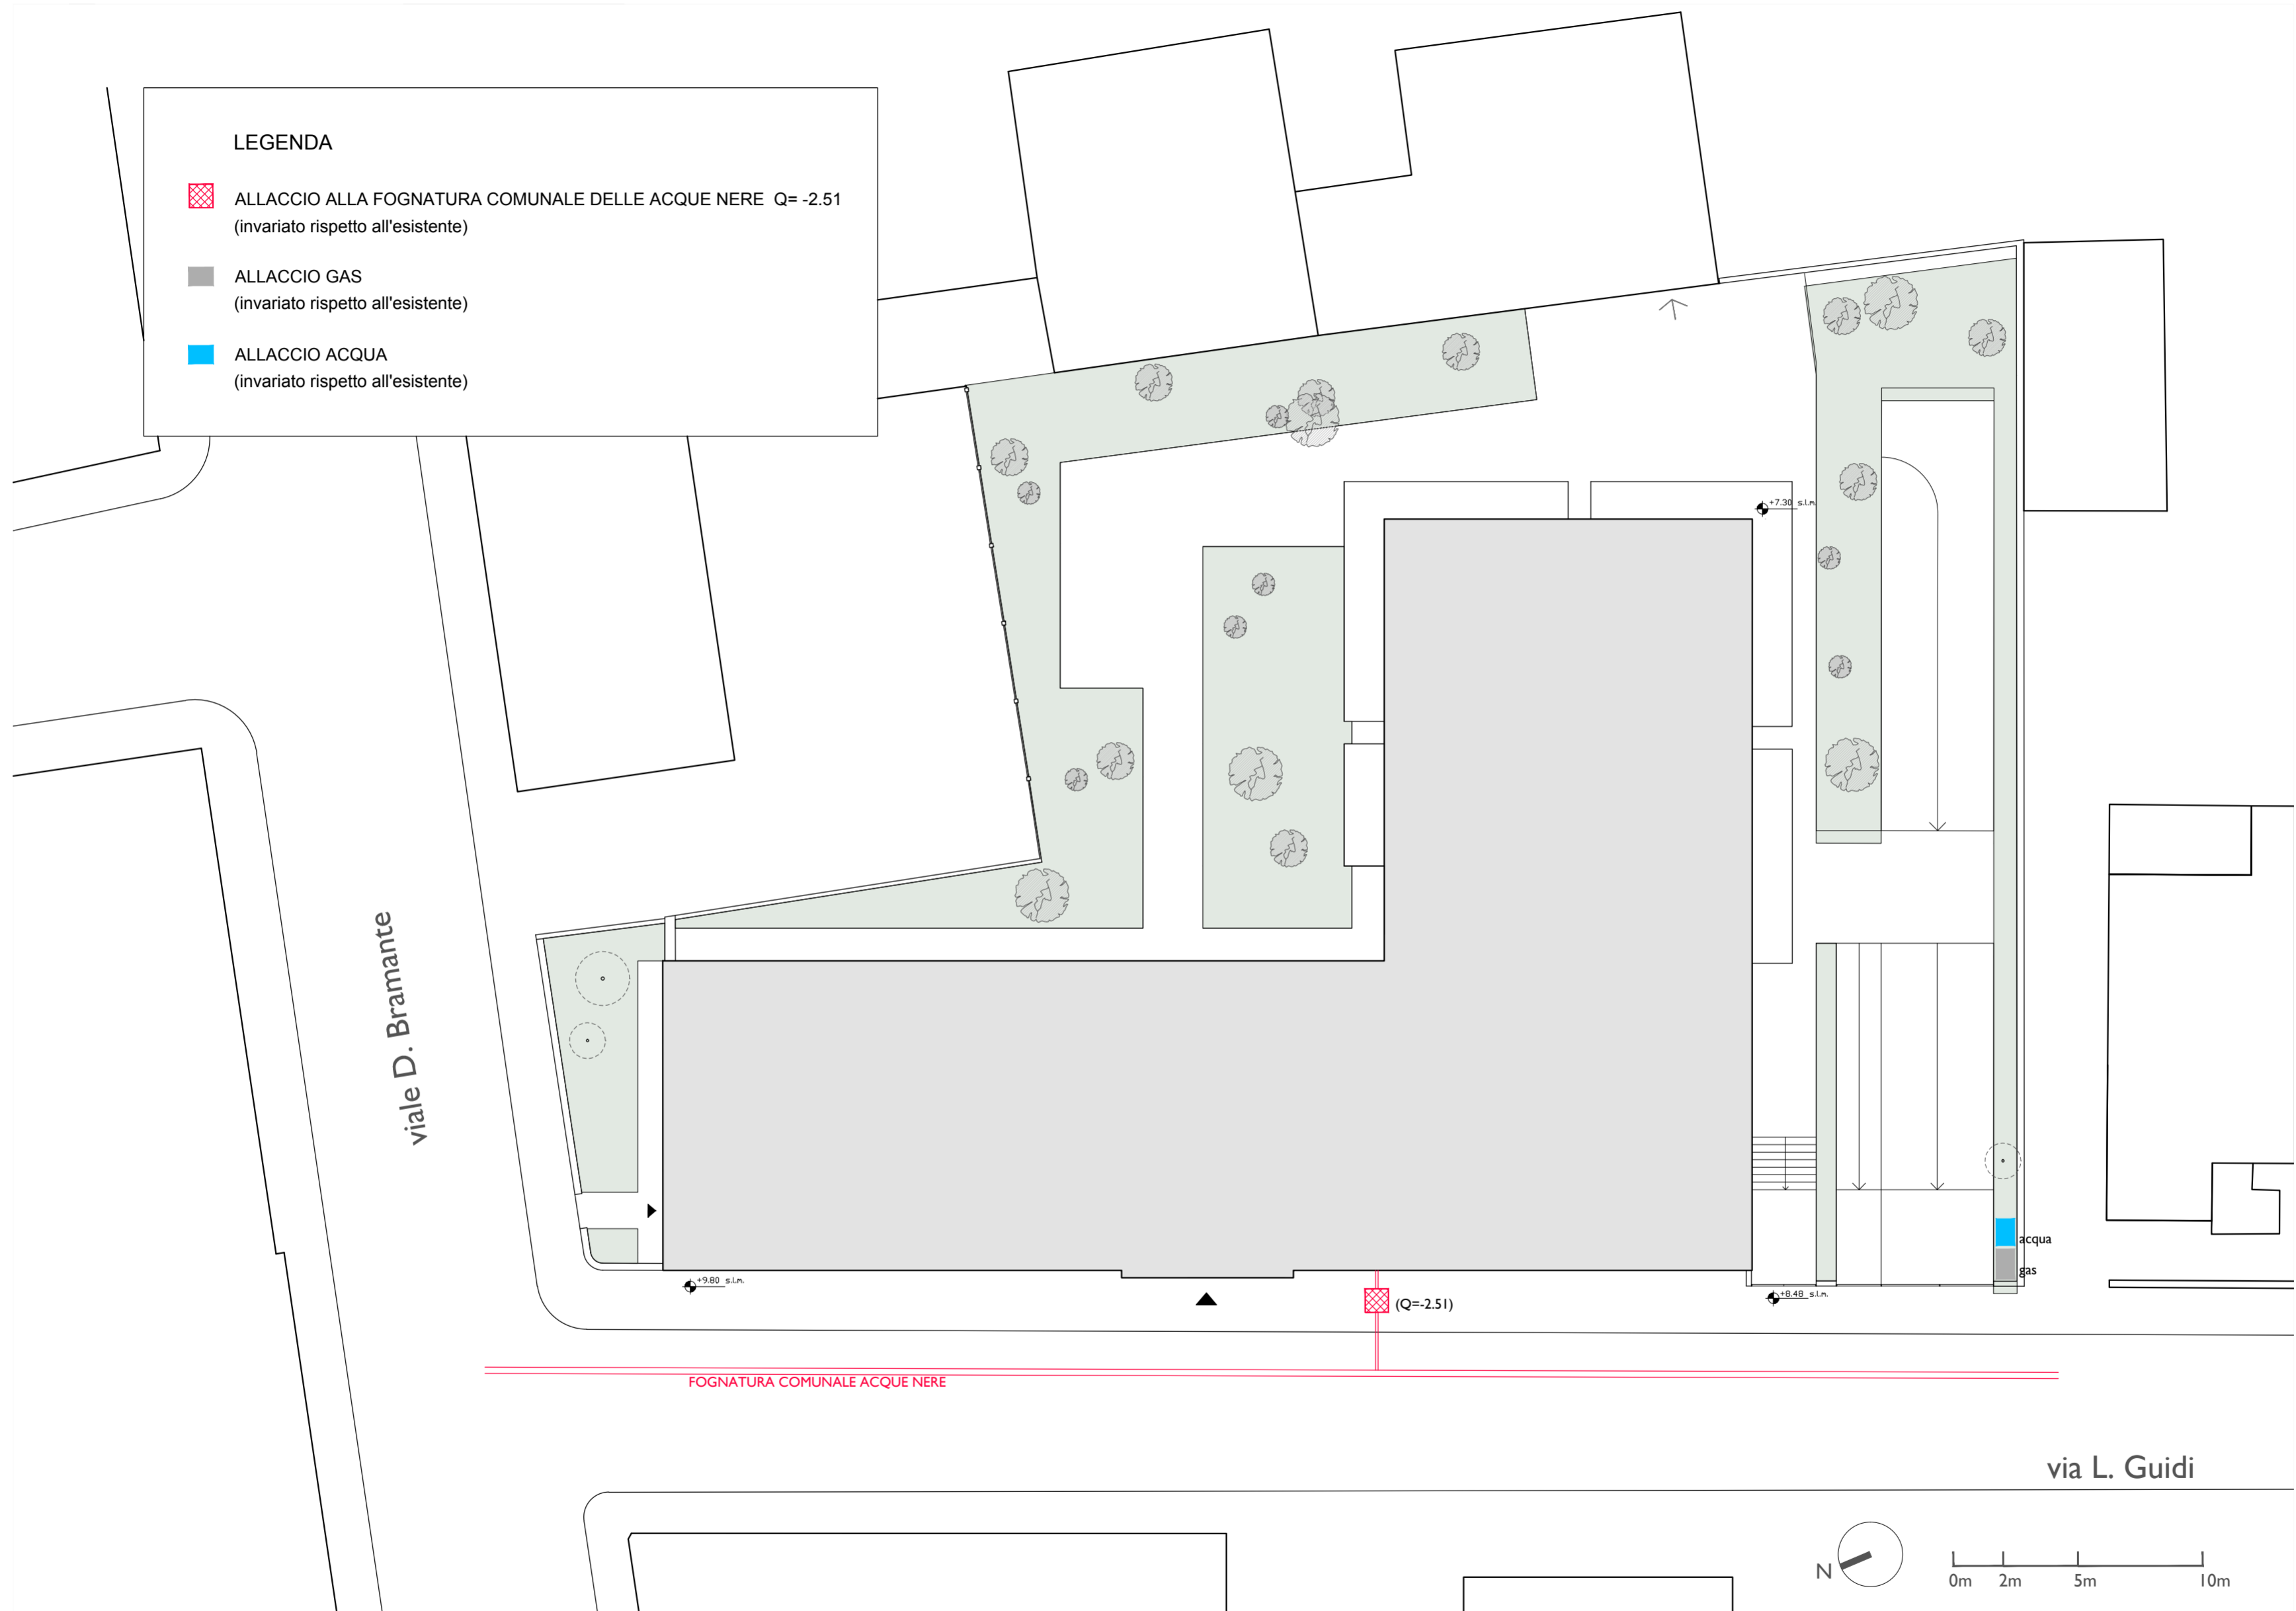 LEGENDA
ALLACCIO ALLA FOGNATURA COMUNALE DELLE ACQUE NERE Q= -2.51
(invariato rispetto all'esistente)
ALLACCIO GAS
(invariato rispetto all'esistente)
ALLACCIO ACQUA
(invariato rispetto all'esistente)
+7.30 s.l.m.
viale D. Bramante
acqua
gas
+9.80 s.l.m.
(Q=-2.51)
+8.48 s.l.m.
FOGNATURA COMUNALE ACQUE NERE
via L. Guidi
N
0m 2m 5m 10m